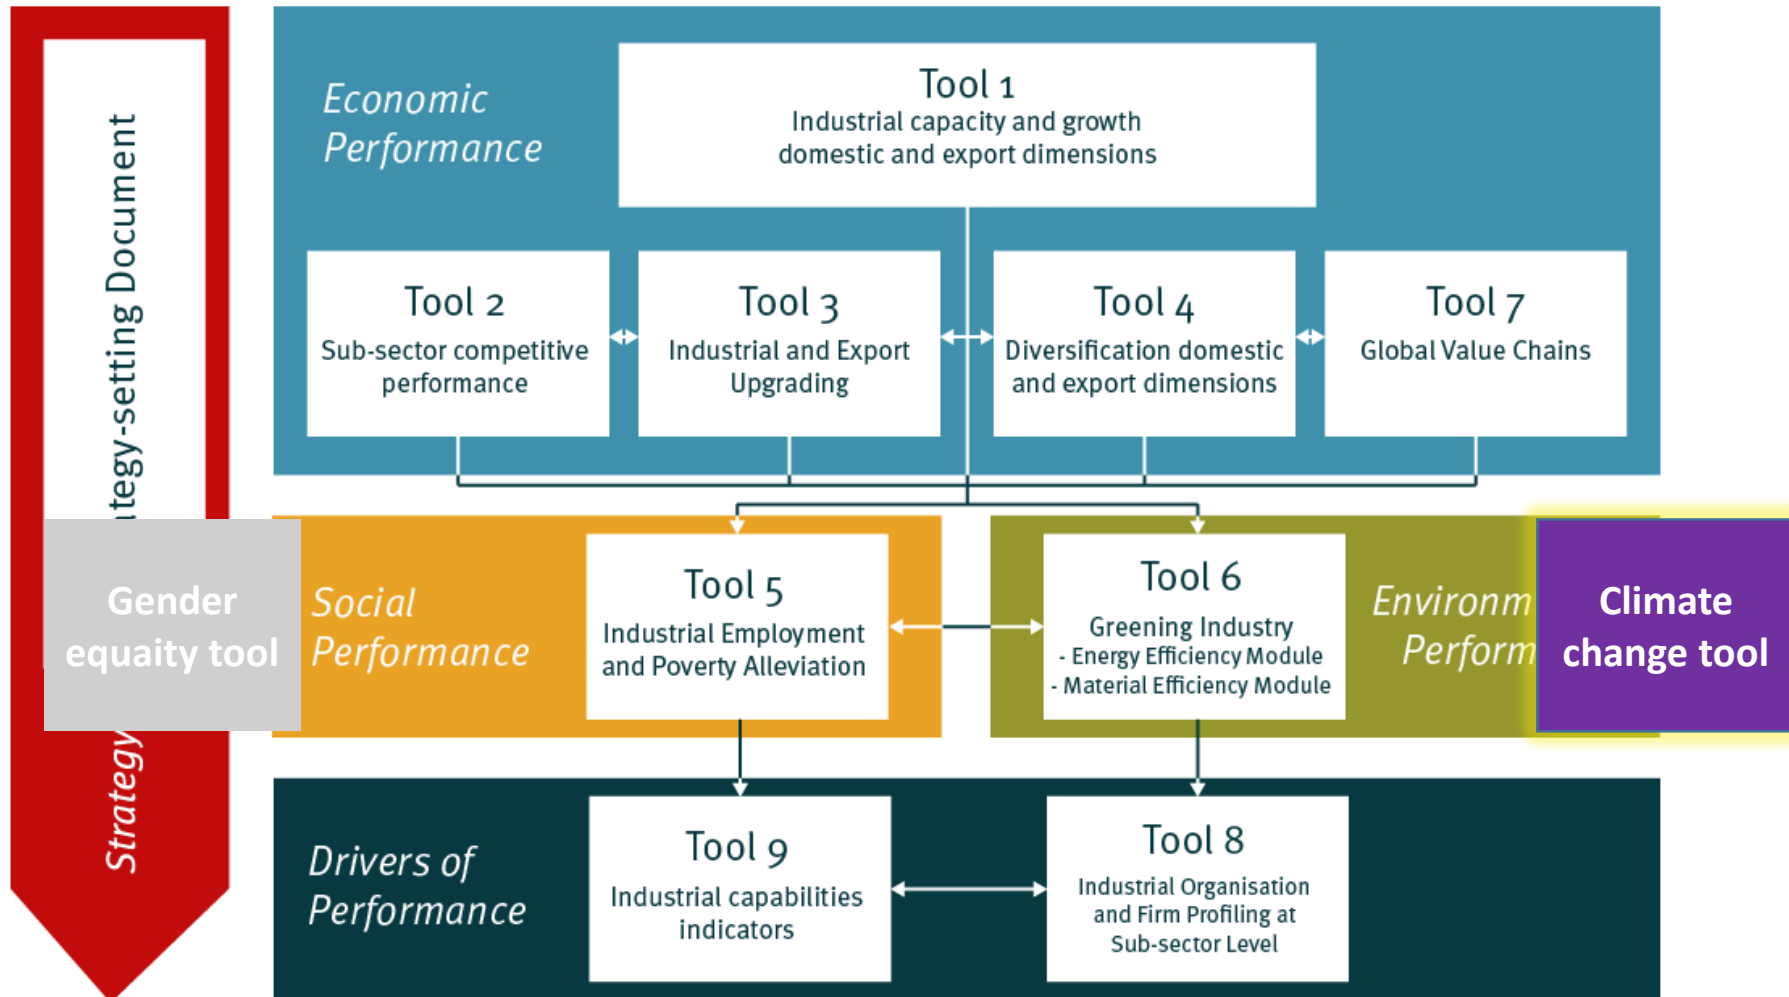 Strategy
ategy-setting Document
Economic
Performance
Tool 1
Industrial capacity and growth
domestic and export dimensions
Tool 2
Sub-sector competitive
performance
Tool 3
Industrial and Export
Upgrading
Tool 4
Diversification domestic
and export dimensions
Tool 7
Global Value Chains
Gender
equaity tool
Social
Performance
Tool 5
Industrial Employment
and Poverty Alleviation
Tool 6
Greening Industry
- Energy Efficiency Module
- Material Efficiency Module
Environm
Perform
Climate
change tool
Drivers of
Performance
Tool 9
Industrial capabilities
indicators
Tool 8
Industrial Organisation
and Firm Profiling at
Sub-sector Level